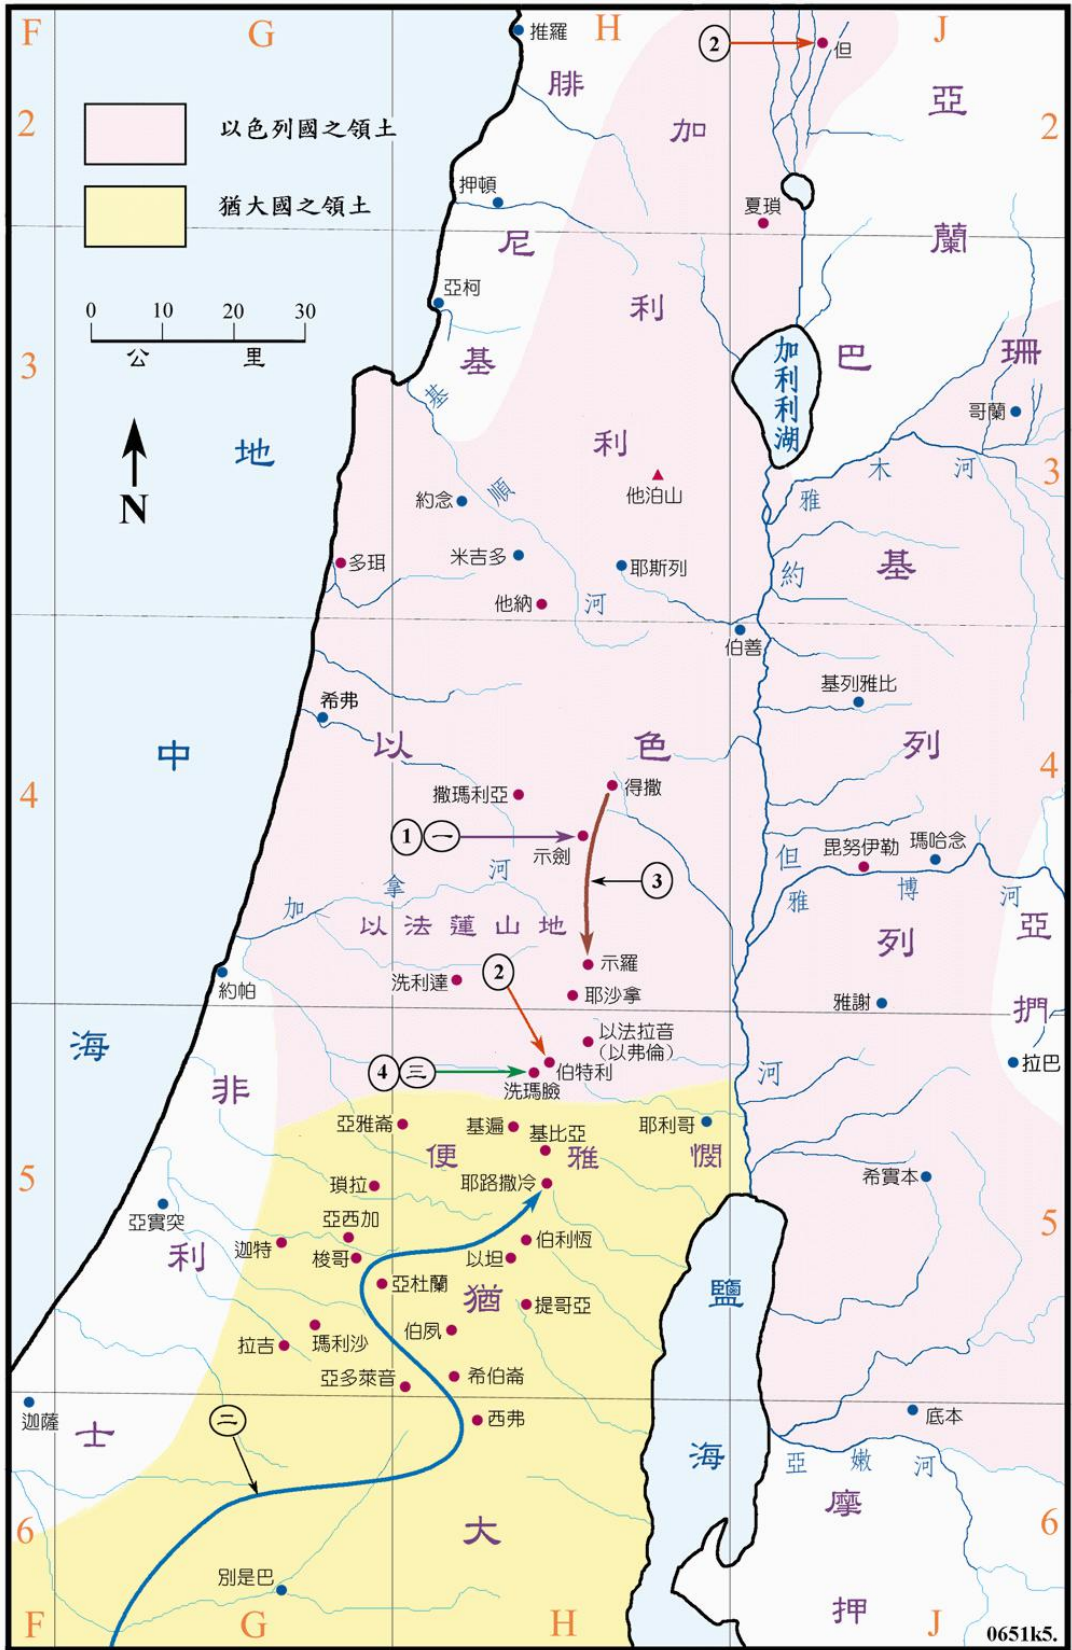 F
G
H
J
推羅
②
但
腓
加
亞
2
2
以色列國之領土
押頓
猶大國之領土
夏瑣
尼
蘭
亞柯
利
0 10 20 30
公 里
3
基
加利利湖
巴
珊
基
哥蘭
地
利
3
木
河
順
他泊山
雅
約念
N
米吉多
多珥
耶斯列
基
約
他納
河
伯善
基列雅比
希弗
以
色
列
中
4
4
撒瑪利亞
得撒
① ㊀
示劍
但
毘努伊勒
瑪哈念
河
③
拿
雅
博
河
加
以法蓮山地
亞
列
②
示羅
洗利達
約帕
耶沙拿
雅謝
捫
海
以法拉音
(以弗倫)
拉巴
④ ㊂
伯特利
河
洗瑪臉
非
亞雅崙
基遍
基比亞
耶利哥
便
雅
憫
5
希實本
瑣拉
耶路撒冷
亞實突
5
亞西加
迦特
伯利恆
利
梭哥
以坦
亞杜蘭
鹽
猶
提哥亞
瑪利沙
伯夙
拉吉
亞多萊音
希伯崙
迦薩
㊁
西弗
底本
士
海
亞
嫩
河
摩
6
大
6
別是巴
押
F
G
H
J
0651k5.